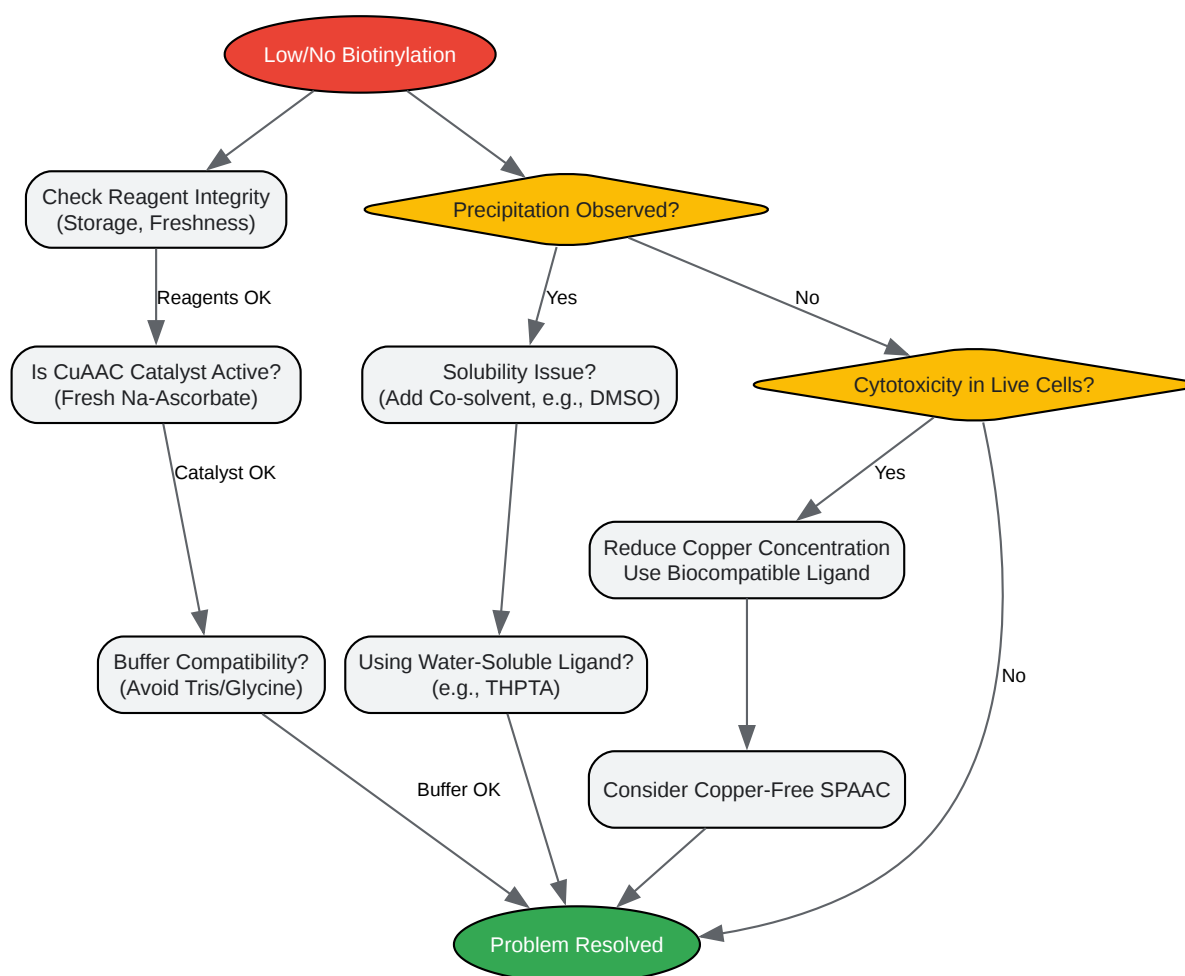 Low/No Biotinylation
Check Reagent Integrity
(Storage, Freshness)
Precipitation Observed?
Reagents OK
Yes
No
Is CuAAC Catalyst Active?
(Fresh Na-Ascorbate)
Solubility Issue?
(Add Co-solvent, e.g., DMSO)
Cytotoxicity in Live Cells?
Catalyst OK
Yes
Reduce Copper Concentration
Use Biocompatible Ligand
Buffer Compatibility?
(Avoid Tris/Glycine)
Using Water-Soluble Ligand?
(e.g., THPTA)
No
Buffer OK
Consider Copper-Free SPAAC
Problem Resolved